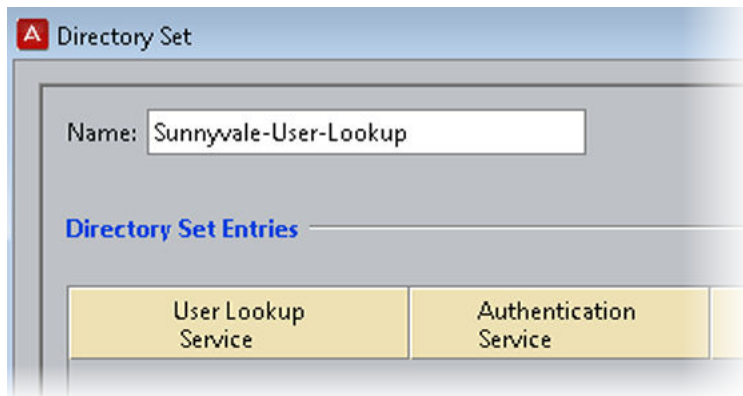 Directory Set
Name: Sunnyvale-User-Lookup
Directory Set Entries
User Lookup Authentication
Service Service